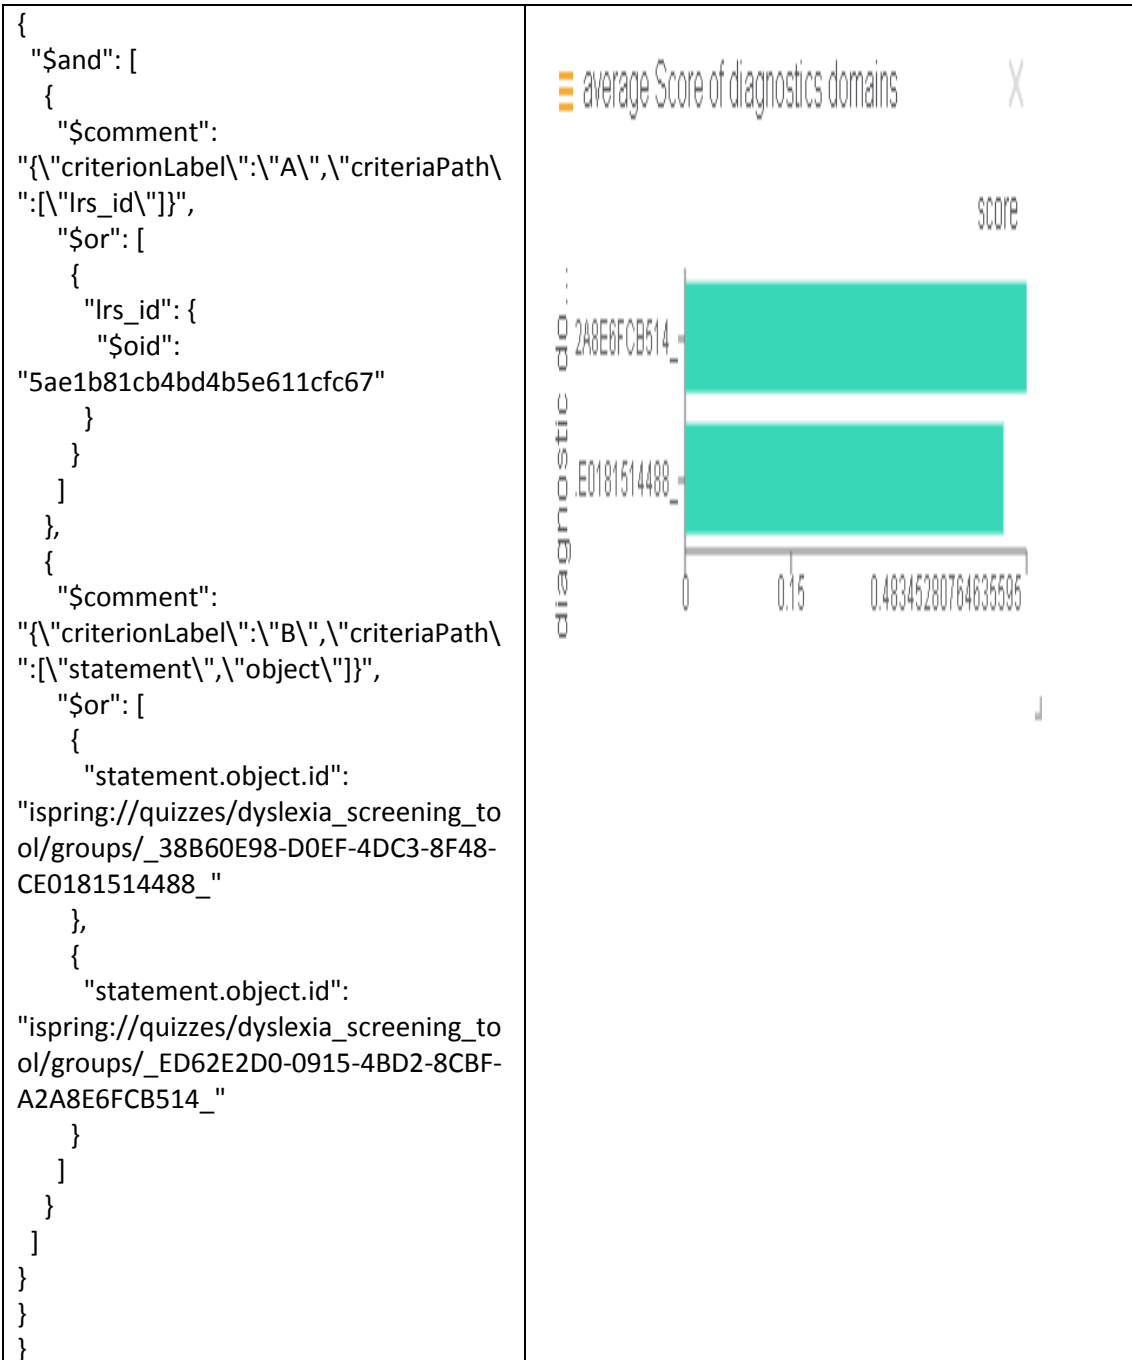 {
"$and": [
{
"$comment":
"{\"criterionLabel\":\"A\",\"criteriaPath\
":[\"lrs_id\"]}",
"$or": [
{
"lrs_id": {
"$oid":
"5ae1b81cb4bd4b5e611cfc67"
}
}
]
},
{
"$comment":
"{\"criterionLabel\":\"B\",\"criteriaPath\
":[\"statement\",\"object\"]}",
"$or": [
{
"statement.object.id":
"ispring://quizzes/dyslexia_screening_to
ol/groups/_38B60E98-D0EF-4DC3-8F48-
CE0181514488_"
},
{
"statement.object.id":
"ispring://quizzes/dyslexia_screening_to
ol/groups/_ED62E2D0-0915-4BD2-8CBF-
A2A8E6FCB514_"
}
]
}
]
}
}
}
average Score of diagnostics domains
score
diagnostic do...
2A8E6FCB514_
.E0181514488_
0 0.15 0.48345280764635595